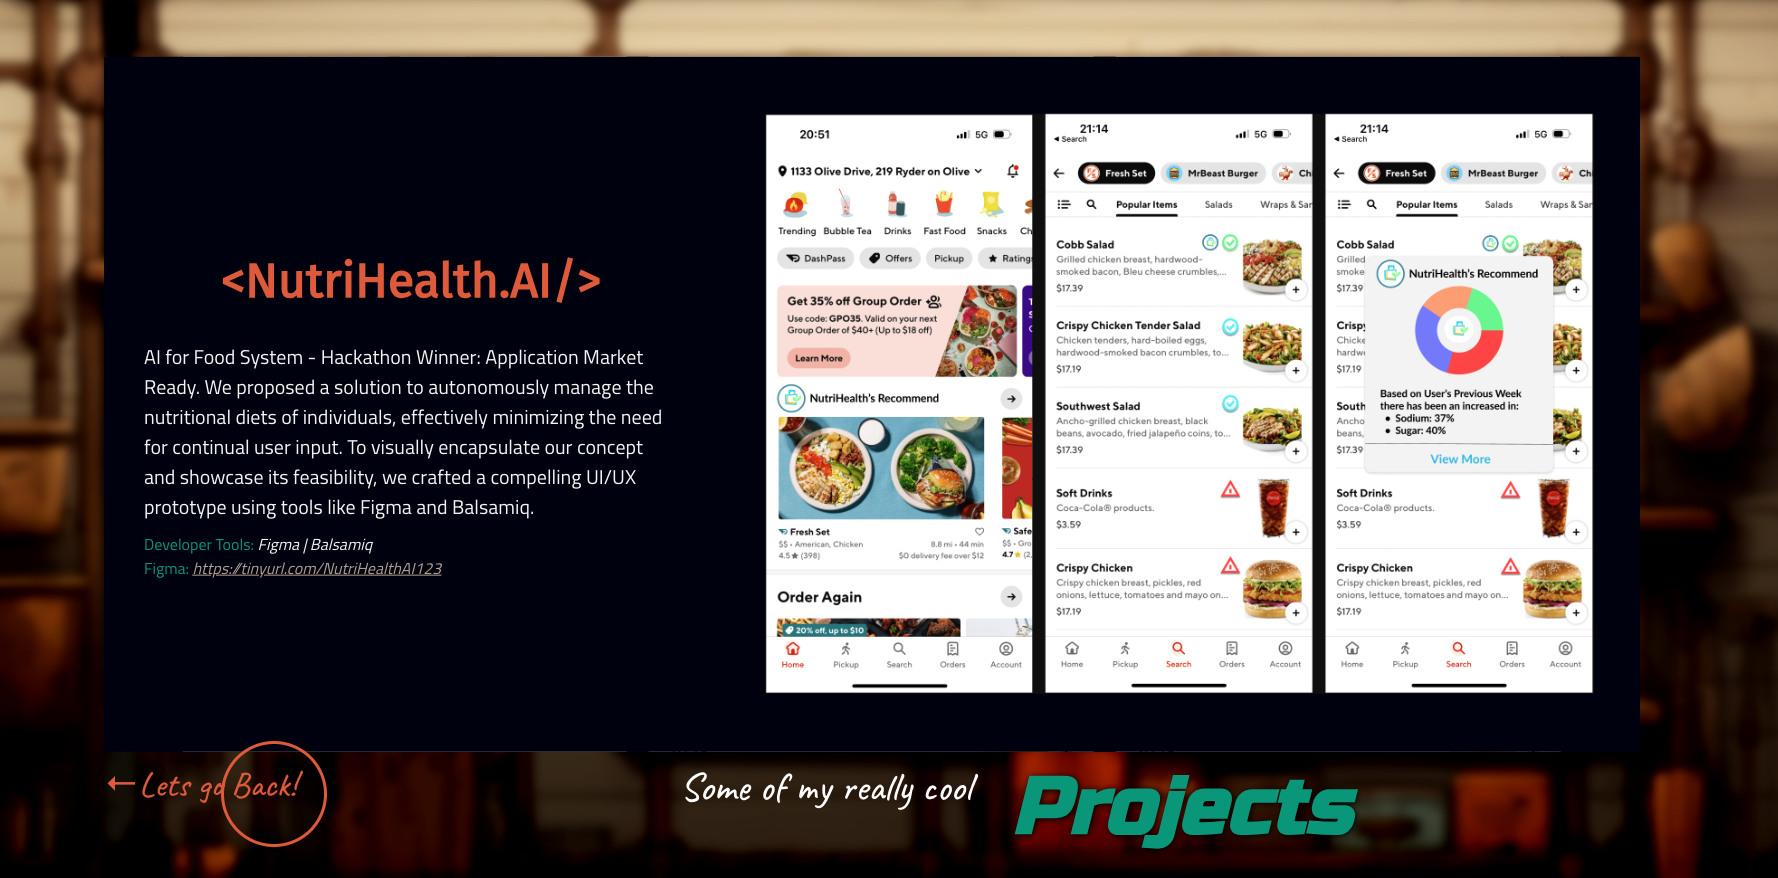 <NutriHealth.AI/>
AI for Food System - Hackathon Winner: Application Market
Ready. We proposed a solution to autonomously manage the
nutritional diets of individuals, effectively minimizing the need
for continual user input. To visually encapsulate our concept
and showcase its feasibility, we crafted a compelling UI/UX
prototype using tools like Figma and Balsamiq.
Developer Tools: Figma | Balsamiq
Figma: https://tinyurl.com/NutriHealthAI123
20:51 5G
1133 Olive Drive, 219 Ryder on Olive
Trending Bubble Tea Drinks Fast Food Snacks Ch
DashPass Offers Pickup Ratings
Get 35% off Group Order
Use code: GPO35. Valid on your next
Group Order of $40+ (Up to $18 off)
Learn More
NutriHealth's Recommend
Fresh Set
$$ • American, Chicken 8.8 mi • 44 min
4.5★ (398) $0 delivery fee over $12
Safe
$$ • Gro
4.7★ (2,
Order Again
20% off, up to $10
Home Pickup Search Orders Account
21:14 5G
Search
Fresh Set MrBeast Burger Chi
Popular Items Salads Wraps & Sar
Cobb Salad
Grilled chicken breast, hardwood-
smoked bacon, Bleu cheese crumbles,...
$17.39
Crispy Chicken Tender Salad
Chicken tenders, hard-boiled eggs,
hardwood-smoked bacon crumbles, to...
$17.19
Southwest Salad
Ancho-grilled chicken breast, black
beans, avocado, fried jalapeño coins, to...
$17.39
Soft Drinks
Coca-Cola® products.
$3.59
Crispy Chicken
Crispy chicken breast, pickles, red
onions, lettuce, tomatoes and mayo on...
$17.19
Home Pickup Search Orders Account
21:14 5G
Search
Fresh Set MrBeast Burger Chi
Popular Items Salads Wraps & Sar
Cobb Salad
Grilled
smoke
$17.39
Crispy
Chicke
hardwo
$17.19
South
Ancho
beans,
$17.39
NutriHealth's Recommend
Based on User's Previous Week
there has been an increased in:
• Sodium: 37%
• Sugar: 40%
View More
Soft Drinks
Coca-Cola® products.
$3.59
Crispy Chicken
Crispy chicken breast, pickles, red
onions, lettuce, tomatoes and mayo on...
$17.19
Home Pickup Search Orders Account
Lets go Back!
Some of my really cool Projects